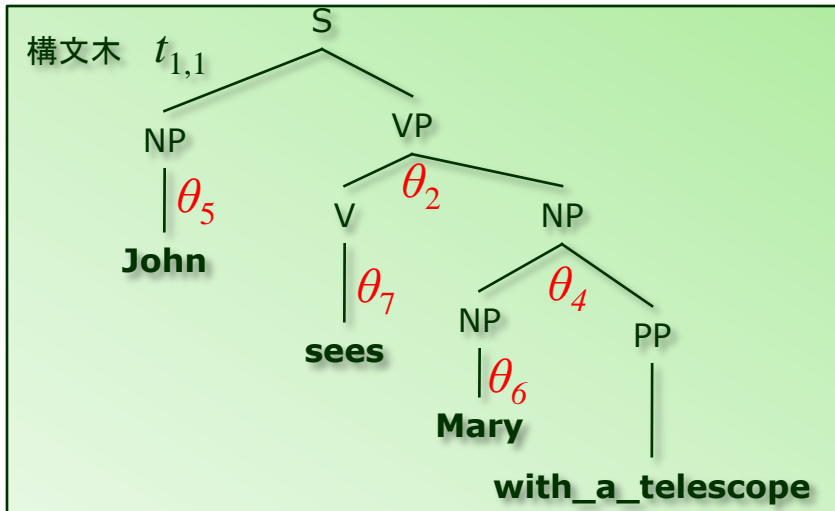 S
構文木 t1,1
NP VP
θ5 θ2
V NP
John
θ7 θ4
NP PP
sees
θ6
Mary
with_a_telescope